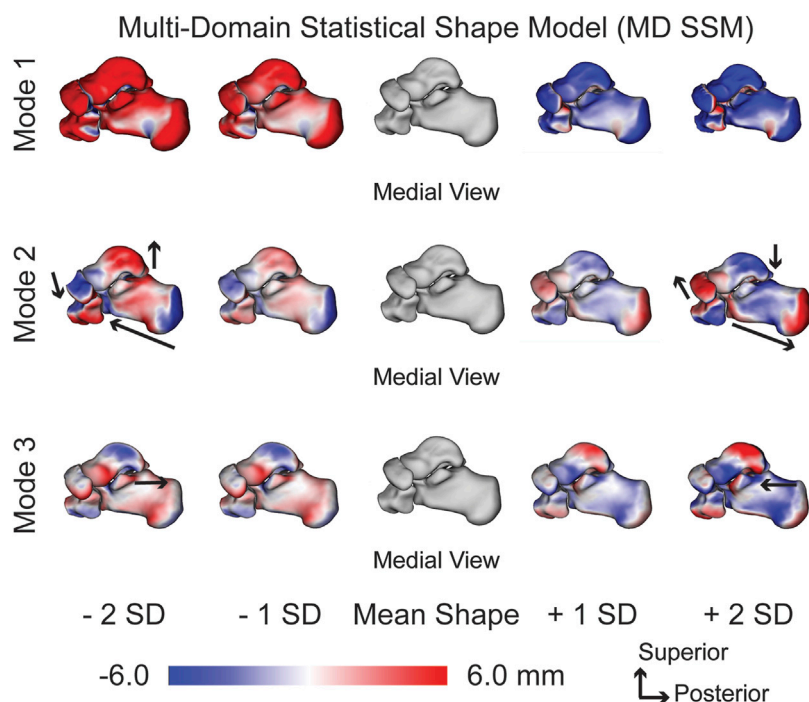 Multi-Domain Statistical Shape Model (MD SSM)
Mode 1
Medial View
Mode 2
Medial View
Mode 3
Medial View
- 2 SD - 1 SD Mean Shape + 1 SD + 2 SD
-6.0 6.0 mm
Superior
Posterior